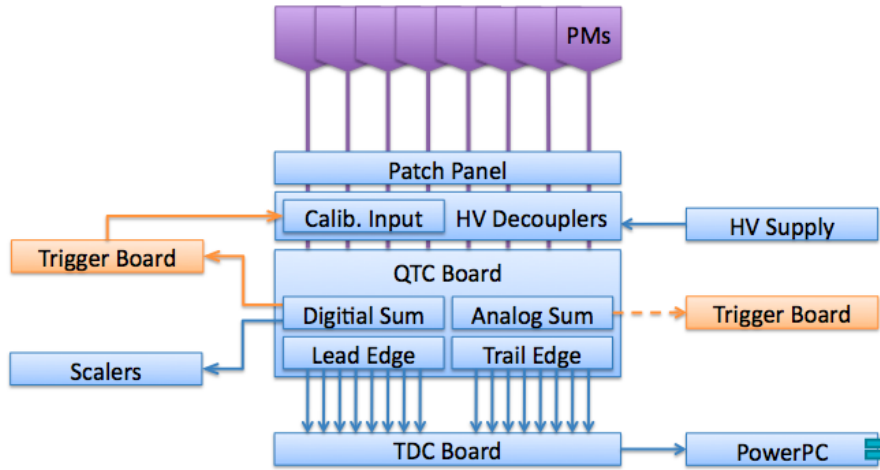 PMs
Patch Panel
Calib. Input
HV Decouplers
HV Supply
Trigger Board
QTC Board
Digitial Sum
Analog Sum
Trigger Board
Lead Edge
Trail Edge
Scalers
TDC Board
PowerPC